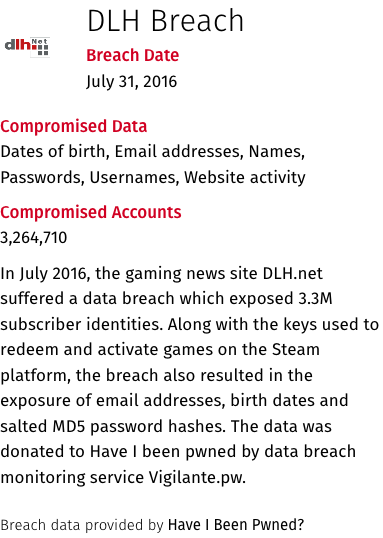 DLH Breach
dlh.Net
Breach Date
July 31, 2016
Compromised Data
Dates of birth, Email addresses, Names,
Passwords, Usernames, Website activity
Compromised Accounts
3,264,710
In July 2016, the gaming news site DLH.net
suffered a data breach which exposed 3.3M
subscriber identities. Along with the keys used to
redeem and activate games on the Steam
platform, the breach also resulted in the
exposure of email addresses, birth dates and
salted MD5 password hashes. The data was
donated to Have I been pwned by data breach
monitoring service Vigilante.pw.
Breach data provided by Have I Been Pwned?